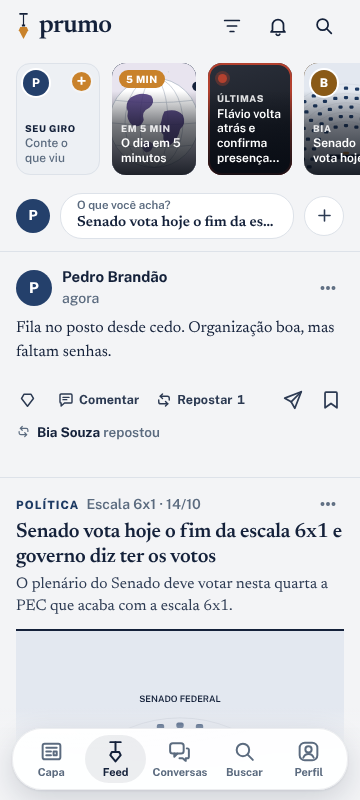 prumo
P
+
SEU GIRO
Conte o
que viu
5 MIN
EM 5 MIN
O dia em 5
minutos
ÚLTIMAS
Flávio volta
atrás e
confirma
presença...
B
BIA
Senado
vota hoje
P
O que você acha?
Senado vota hoje o fim da es...
+
P
Pedro Brandão
agora
Fila no posto desde cedo. Organização boa, mas
faltam senhas.
Comentar
Repostar 1
Bia Souza repostou
POLÍTICA Escala 6x1 · 14/10
Senado vota hoje o fim da escala 6x1 e
governo diz ter os votos
O plenário do Senado deve votar nesta quarta a
PEC que acaba com a escala 6x1.
SENADO FEDERAL
Capa
Feed
Conversas
Buscar
Perfil